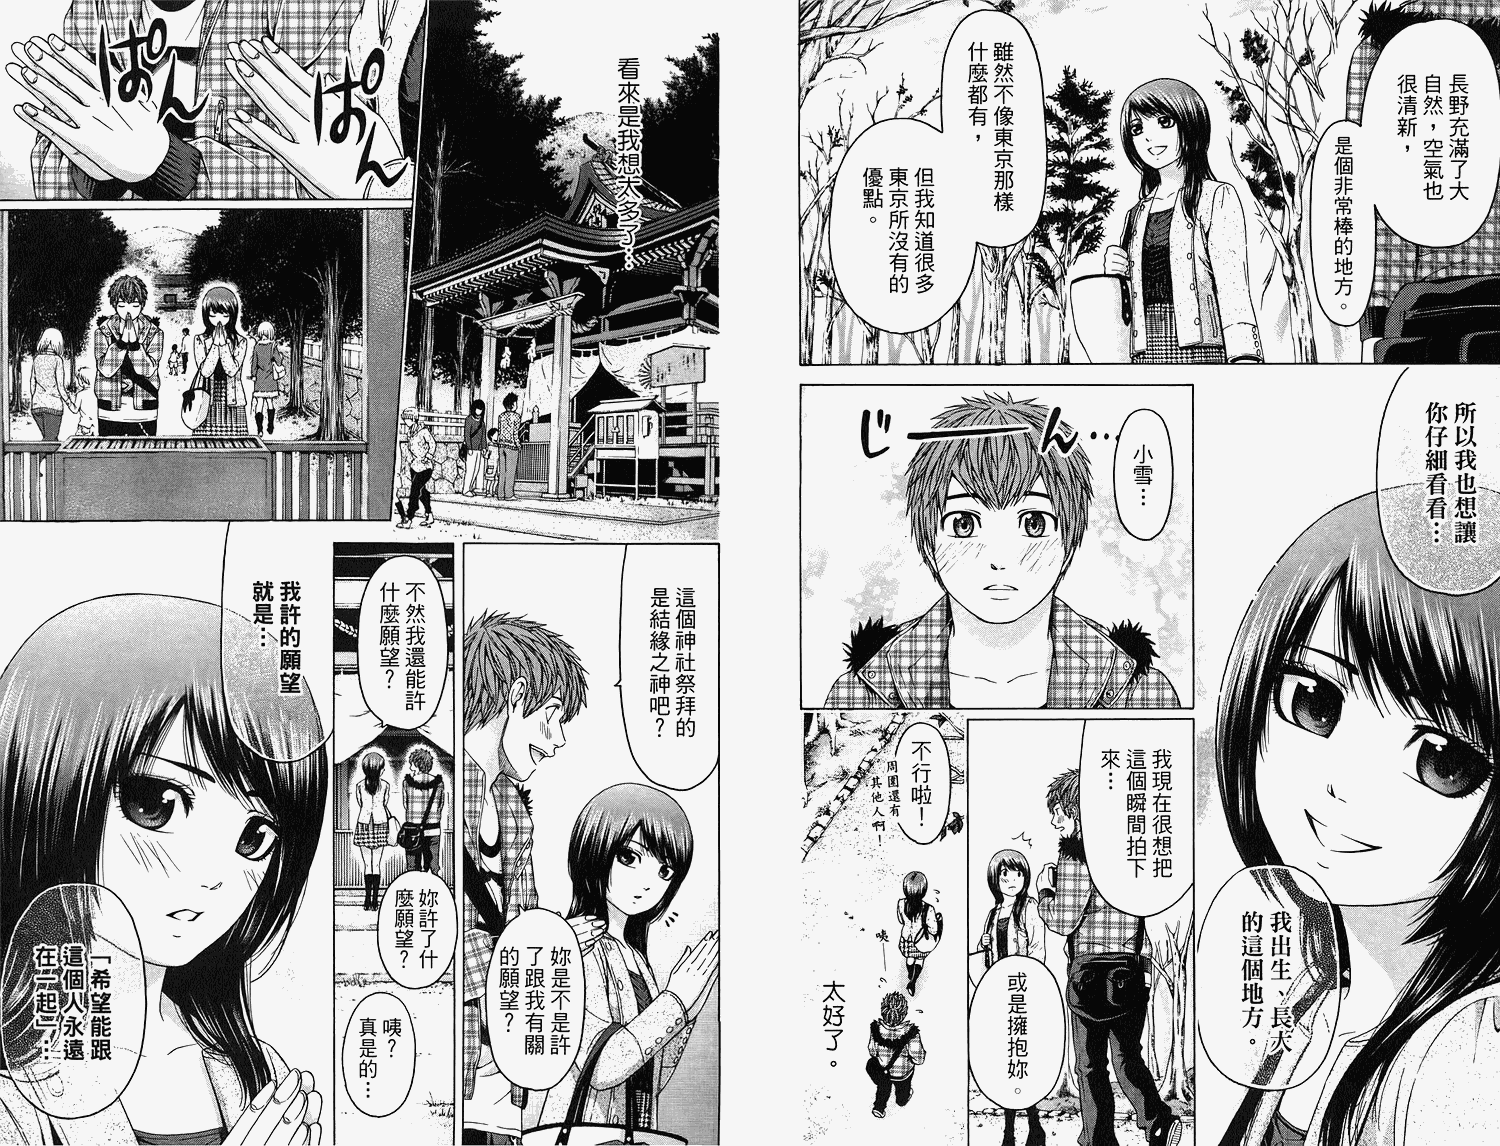 長野充滿了大
自然，空氣也
很清新，
是個非常棒的地方。
雖然不像東京那樣
什麼都有，
但我知道很多
東京所沒有的
優點。
所以我也想讓
你仔細看看…
我出生、長大
的這個地方。
小雪…
じーーん…
我現在很想把
這個瞬間拍下
來…
或是擁抱妳。
不行啦！
周圍還有
其他人啊！
咦
太好了。
看來是我想太多了…
ぱん
ぱん
這個神社祭拜的
是結緣之神吧？
妳是不是許
了跟我有關
的願望？
不然我還能許
什麼願望？
妳許了什
麼願望？
咦？
真是的…
我許的願望
就是…
「希望能跟
這個人永遠
在一起」…